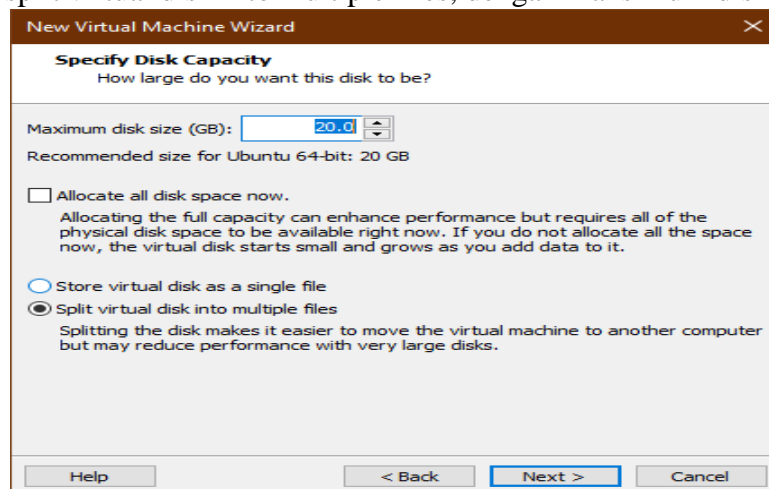 New Virtual Machine Wizard
Specify Disk Capacity
How large do you want this disk to be?
Maximum disk size (GB): 20.0
Recommended size for Ubuntu 64-bit: 20 GB
Allocate all disk space now.
Allocating the full capacity can enhance performance but requires all of the
physical disk space to be available right now. If you do not allocate all the space
now, the virtual disk starts small and grows as you add data to it.
Store virtual disk as a single file
Split virtual disk into multiple files
Splitting the disk makes it easier to move the virtual machine to another computer
but may reduce performance with very large disks.
Help < Back Next > Cancel